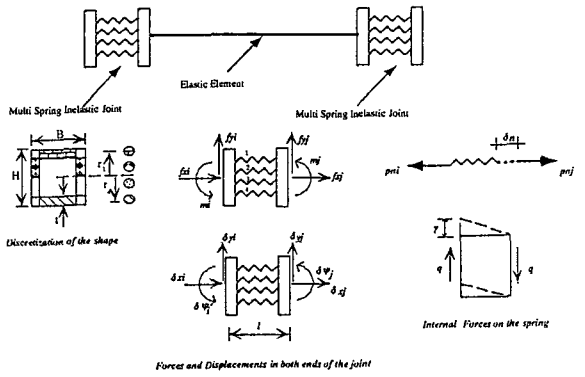 Elastic Element
Multi Spring Inelastic Joint
Multi Spring Inelastic Joint
B
H
r
r
t
Discretization of the shape
fyi
fyj
fxi
mi
mj
fxj
δyi
δyj
δxi
δψi
δψj
δxj
l
δn
pni
pnj
γ
q
q
Internal Forces on the spring
Forces and Displacements in both ends of the joint